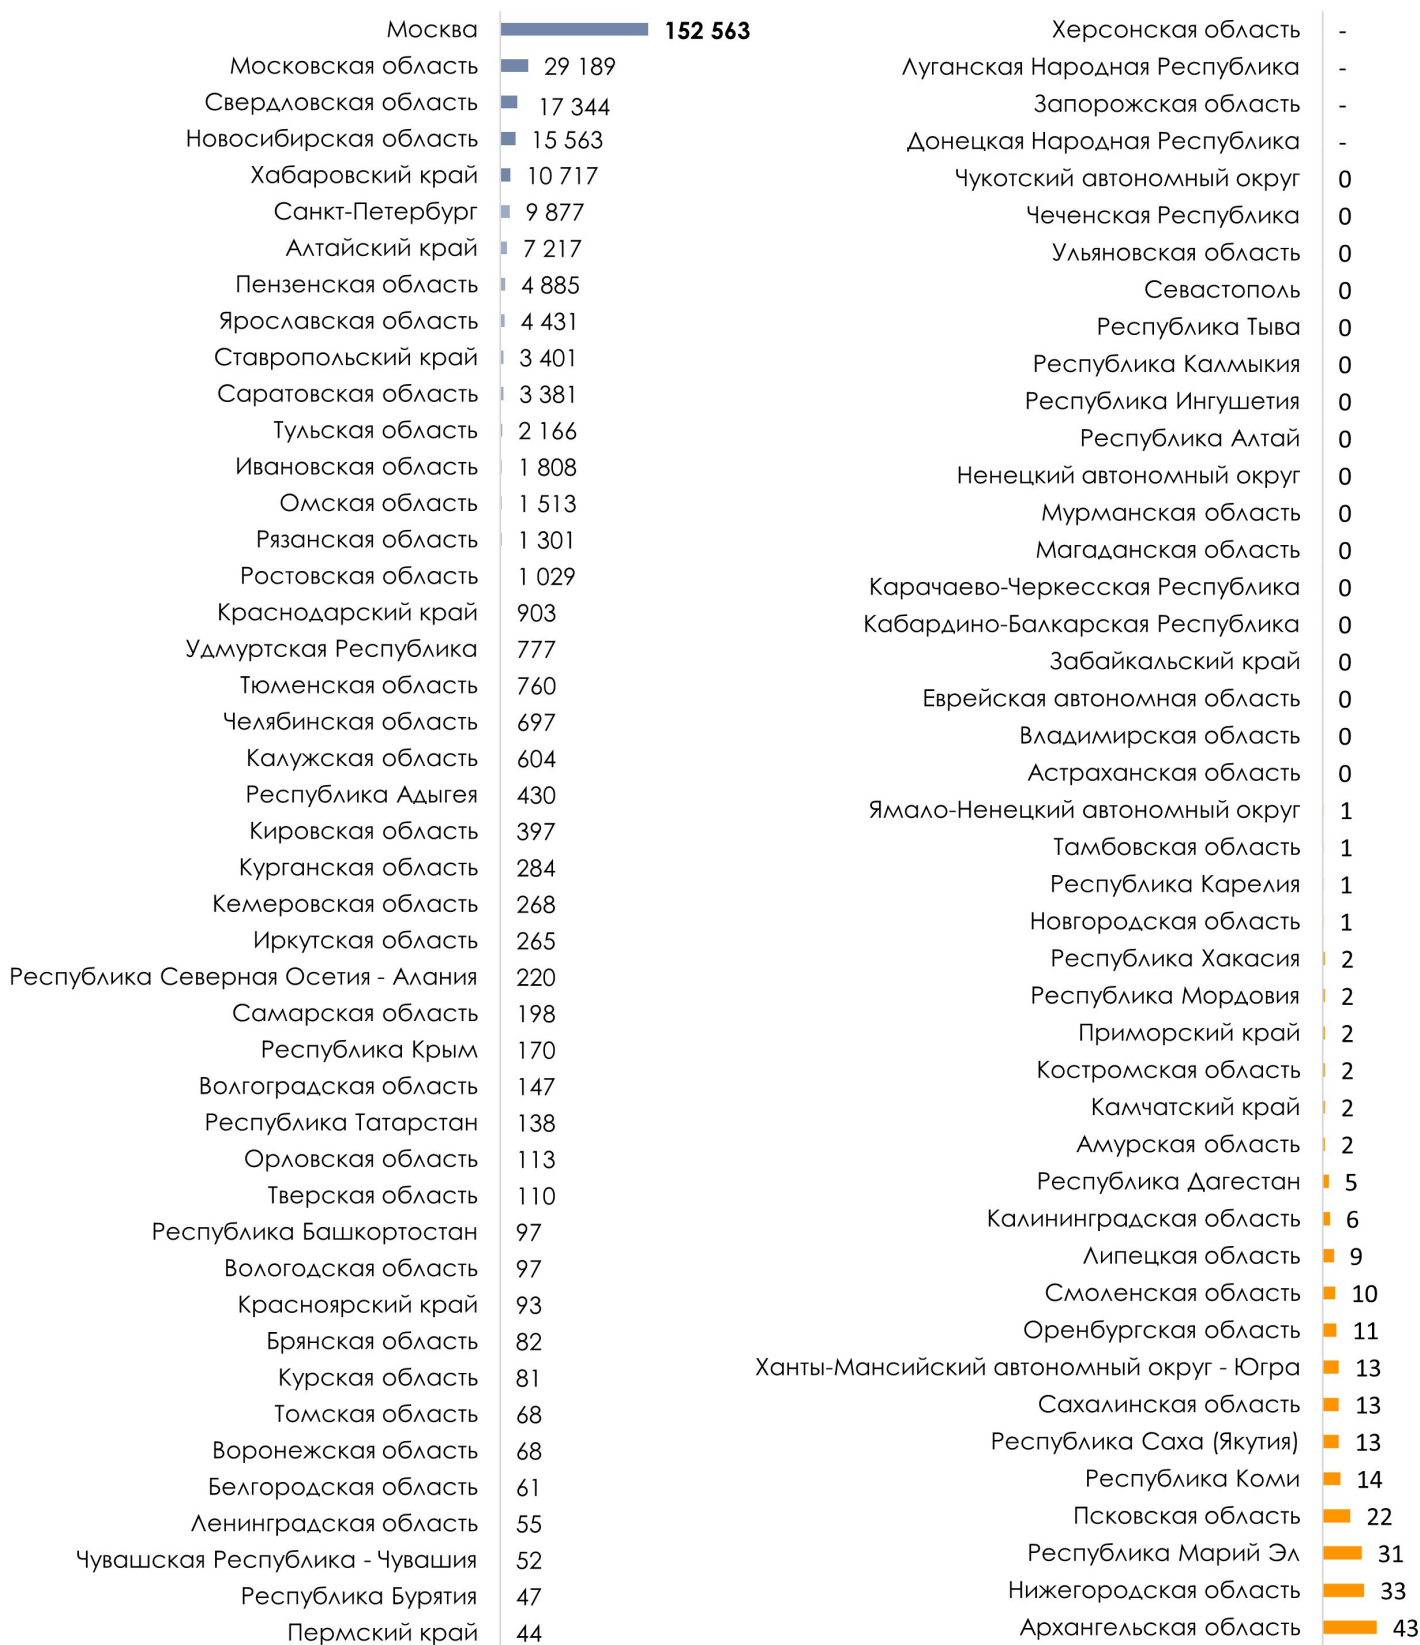 Москва 152 563
Московская область 29 189
Свердловская область 17 344
Новосибирская область 15 563
Хабаровский край 10 717
Санкт-Петербург 9 877
Алтайский край 7 217
Пензенская область 4 885
Ярославская область 4 431
Ставропольский край 3 401
Саратовская область 3 381
Тульская область 2 166
Ивановская область 1 808
Омская область 1 513
Рязанская область 1 301
Ростовская область 1 029
Краснодарский край 903
Удмуртская Республика 777
Тюменская область 760
Челябинская область 697
Калужская область 604
Республика Адыгея 430
Кировская область 397
Курганская область 284
Кемеровская область 268
Иркутская область 265
Республика Северная Осетия - Алания 220
Самарская область 198
Республика Крым 170
Волгоградская область 147
Республика Татарстан 138
Орловская область 113
Тверская область 110
Республика Башкортостан 97
Вологодская область 97
Красноярский край 93
Брянская область 82
Курская область 81
Томская область 68
Воронежская область 68
Белгородская область 61
Ленинградская область 55
Чувашская Республика - Чувашия 52
Республика Бурятия 47
Пермский край 44
Херсонская область -
Луганская Народная Республика -
Запорожская область -
Донецкая Народная Республика -
Чукотский автономный округ 0
Чеченская Республика 0
Ульяновская область 0
Севастополь 0
Республика Тыва 0
Республика Калмыкия 0
Республика Ингушетия 0
Республика Алтай 0
Ненецкий автономный округ 0
Мурманская область 0
Магаданская область 0
Карачаево-Черкесская Республика 0
Кабардино-Балкарская Республика 0
Забайкальский край 0
Еврейская автономная область 0
Владимирская область 0
Астраханская область 0
Ямало-Ненецкий автономный округ 1
Тамбовская область 1
Республика Карелия 1
Новгородская область 1
Республика Хакасия 2
Республика Мордовия 2
Приморский край 2
Костромская область 2
Камчатский край 2
Амурская область 2
Республика Дагестан 5
Калининградская область 6
Липецкая область 9
Смоленская область 10
Оренбургская область 11
Ханты-Мансийский автономный округ - Югра 13
Сахалинская область 13
Республика Саха (Якутия) 13
Республика Коми 14
Псковская область 22
Республика Марий Эл 31
Нижегородская область 33
Архангельская область 43